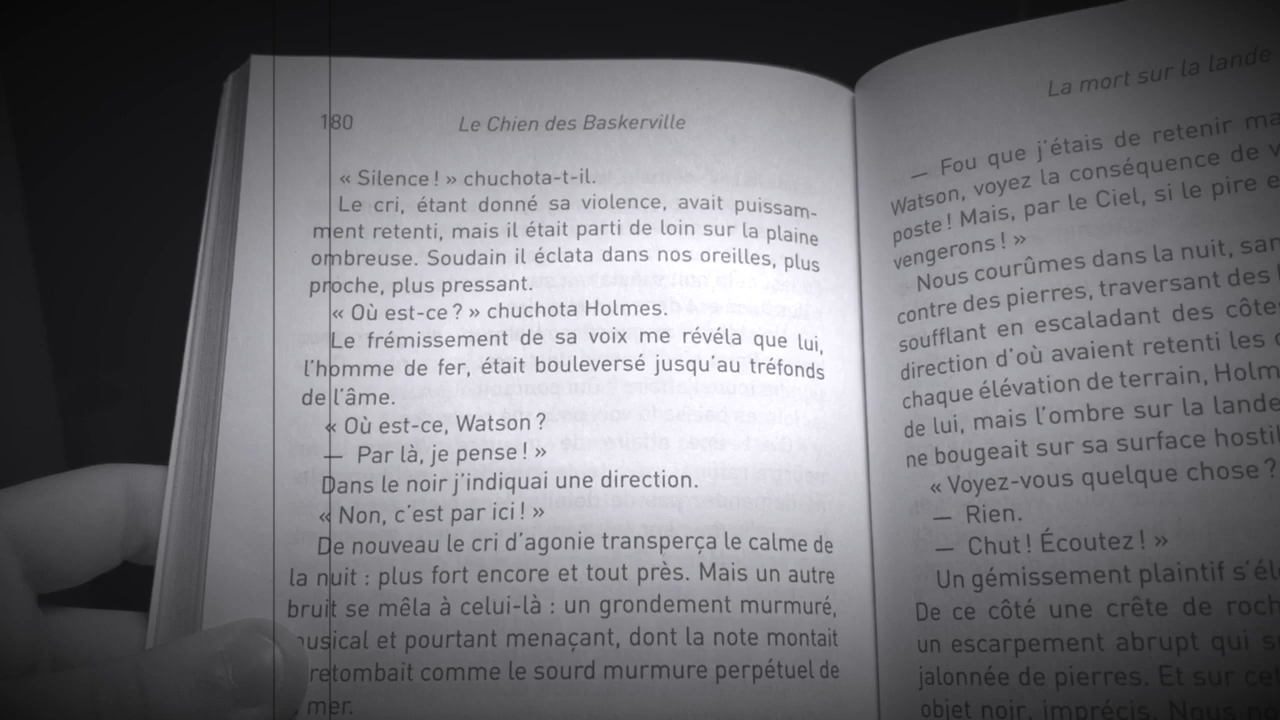 180
Le Chien des Baskerville
« Silence ! » chuchota-t-il.
Le cri, étant donné sa violence, avait puissam-
ment retenti, mais il était parti de loin sur la plaine
ombreuse. Soudain il éclata dans nos oreilles, plus
proche, plus pressant.
« Où est-ce ? » chuchota Holmes.
Le frémissement de sa voix me révéla que lui,
l'homme de fer, était bouleversé jusqu'au tréfonds
de l'âme.
« Où est-ce, Watson ?
— Par là, je pense ! »
Dans le noir j'indiquai une direction.
« Non, c'est par ici ! »
De nouveau le cri d'agonie transperça le calme de
la nuit : plus fort encore et tout près. Mais un autre
bruit se mêla à celui-là : un grondement murmuré,
musical et pourtant menaçant, dont la note montait
retombait comme le sourd murmure perpétuel de
mer.
La mort sur la lande
— Fou que j'étais de retenir
Watson, voyez la conséquence de
poste ! Mais, par le Ciel, si le pire
vengerons ! »
Nous courûmes dans la nuit,
contre des pierres, traversant des
soufflant en escaladant des
direction d'où avaient retenti les
chaque élévation de terrain,
de lui, mais l'ombre sur la lande
ne bougeait sur sa surface
« Voyez-vous quelque chose ?
— Rien.
— Chut ! Écoutez ! »
Un gémissement plaintif
De ce côté une crête de
un escarpement abrupt qui
jalonnée de pierres. Et sur
objet noir, imprécis. Nous